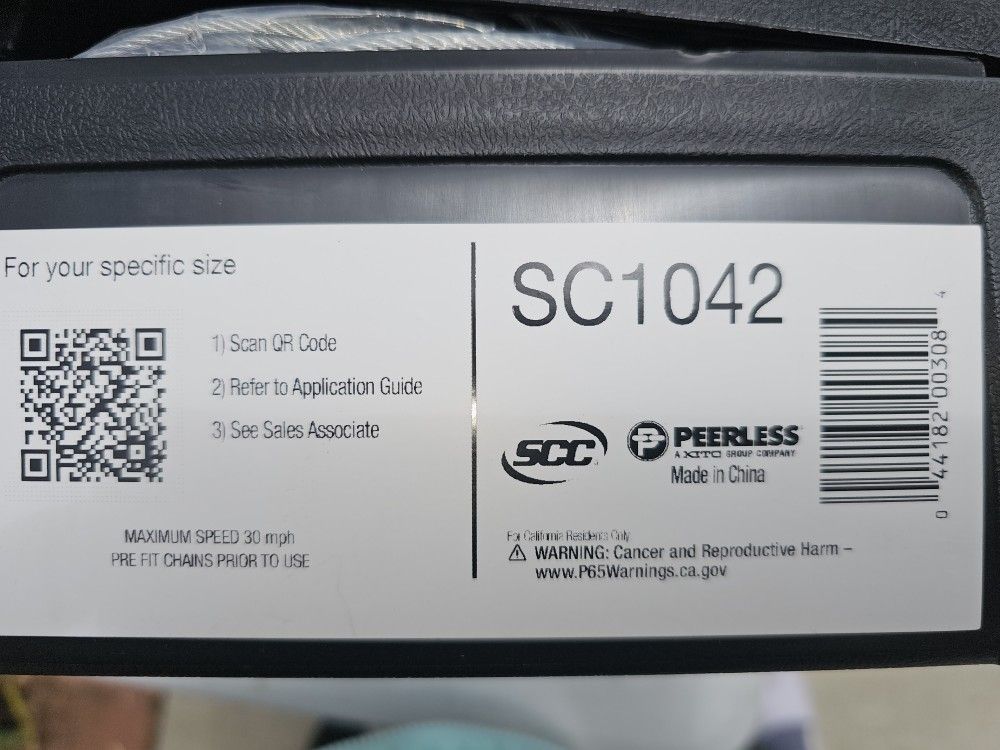 For your specific size
1) Scan QR Code
2) Refer to Application Guide
3) See Sales Associate
MAXIMUM SPEED 30 mph
PRE FIT CHAINS PRIOR TO USE
SC1042
SCC
P PEERLESS
A KITO GROUP COMPANY
Made in China
For California Residents Only
WARNING: Cancer and Reproductive Harm –
www.P65Warnings.ca.gov
0 44182 00308 4